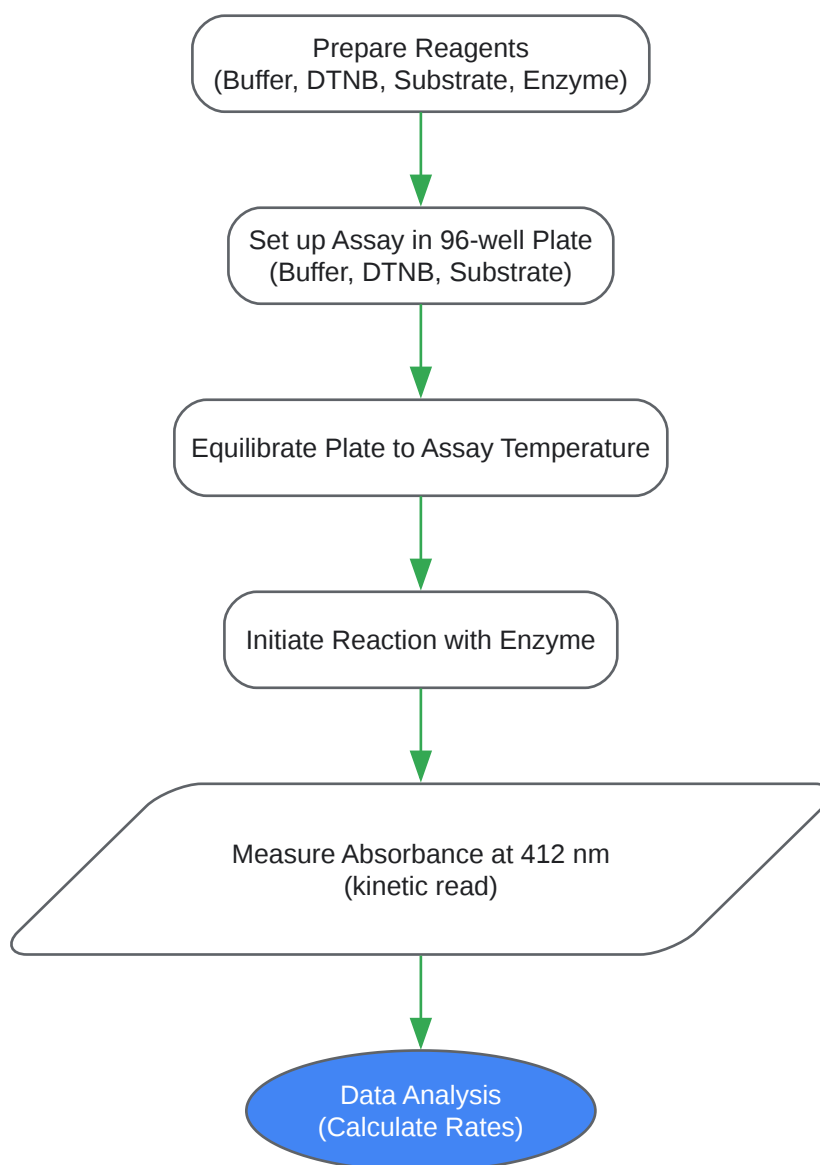 Prepare Reagents
(Buffer, DTNB, Substrate, Enzyme)
Set up Assay in 96-well Plate
(Buffer, DTNB, Substrate)
Equilibrate Plate to Assay Temperature
Initiate Reaction with Enzyme
Measure Absorbance at 412 nm
(kinetic read)
Data Analysis
(Calculate Rates)